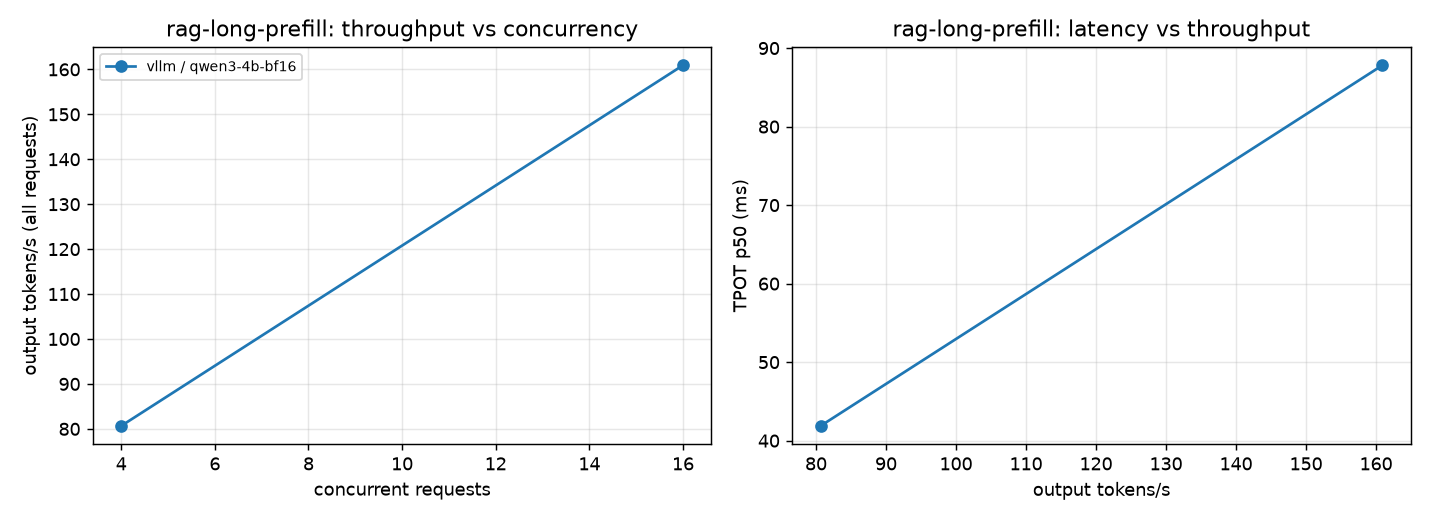 rag-long-prefill: throughput vs concurrency
vllm / qwen3-4b-bf16
output tokens/s (all requests)
160
150
140
130
120
110
100
90
80
4 6 8 10 12 14 16
concurrent requests
rag-long-prefill: latency vs throughput
TPOT p50 (ms)
90
80
70
60
50
40
80 90 100 110 120 130 140 150 160
output tokens/s